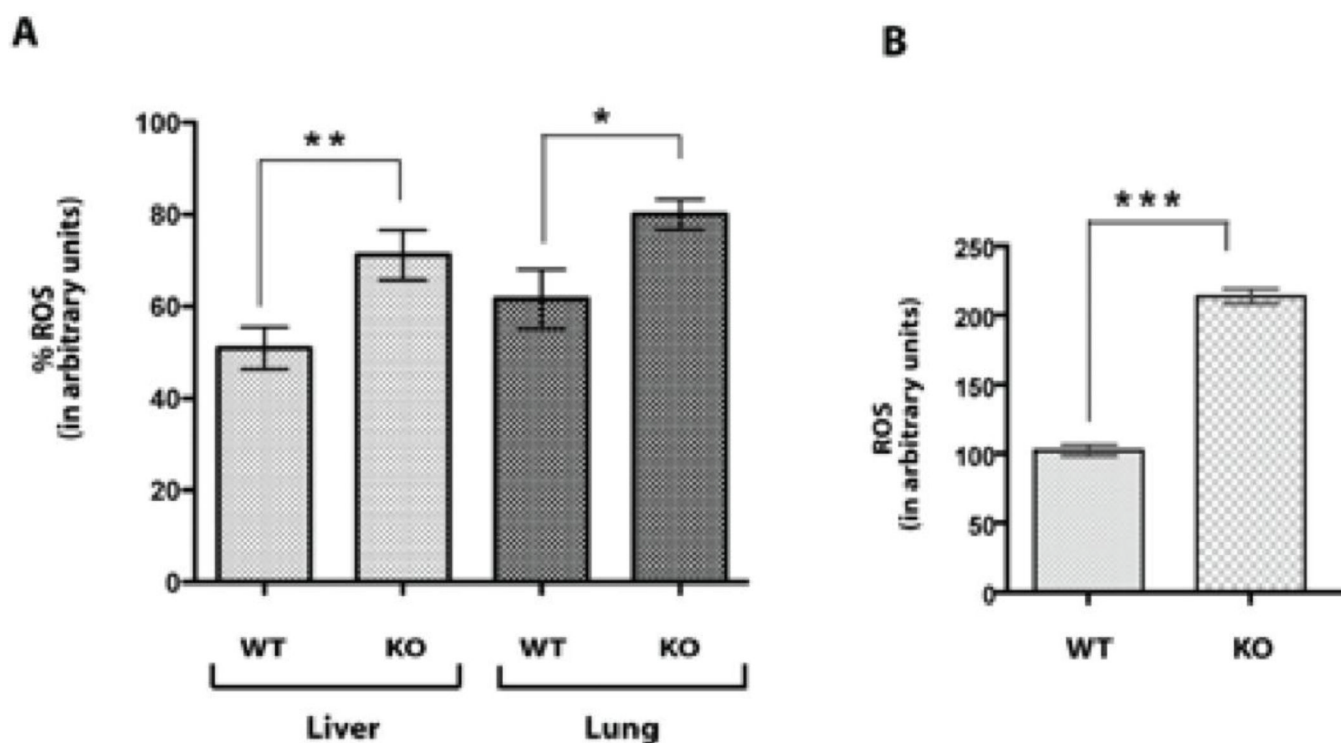 A
B
100
80
60
40
20
0
% ROS
(in arbitrary units)
**
*
WT
KO
WT
KO
Liver
Lung
250
200
150
100
50
0
ROS
(in arbitrary units)
***
WT
KO